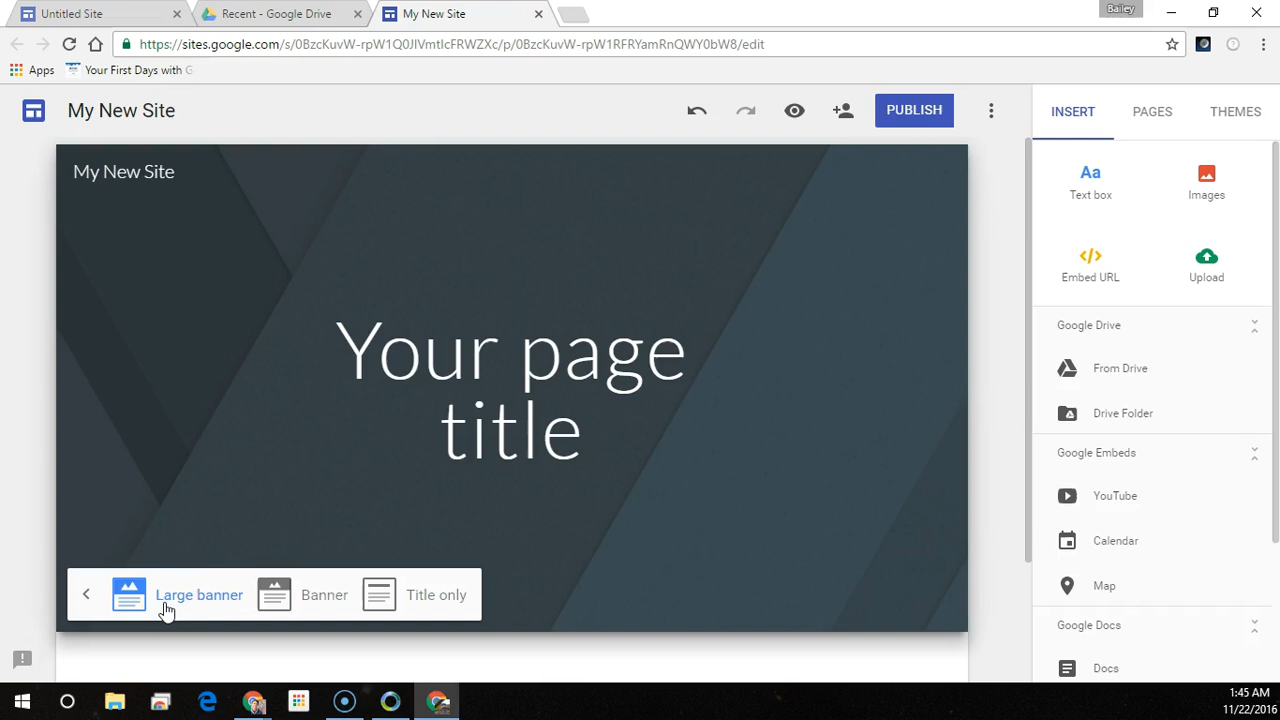 Untitled Site
Recent - Google Drive
My New Site
Bailey
https://sites.google.com/s/0BzcKuvW-rpW1Q0JIVmtIcFRWZXc/p/0BzcKuvW-rpW1RFRYamRnQWY0bW8/edit
Apps
Your First Days with G
My New Site
PUBLISH
INSERT
PAGES
THEMES
My New Site
Your page
title
Large banner
Banner
Title only
Aa
Text box
Images
Embed URL
Upload
Google Drive
From Drive
Drive Folder
Google Embeds
YouTube
Calendar
Map
Google Docs
Docs
1:45 AM
11/22/2016